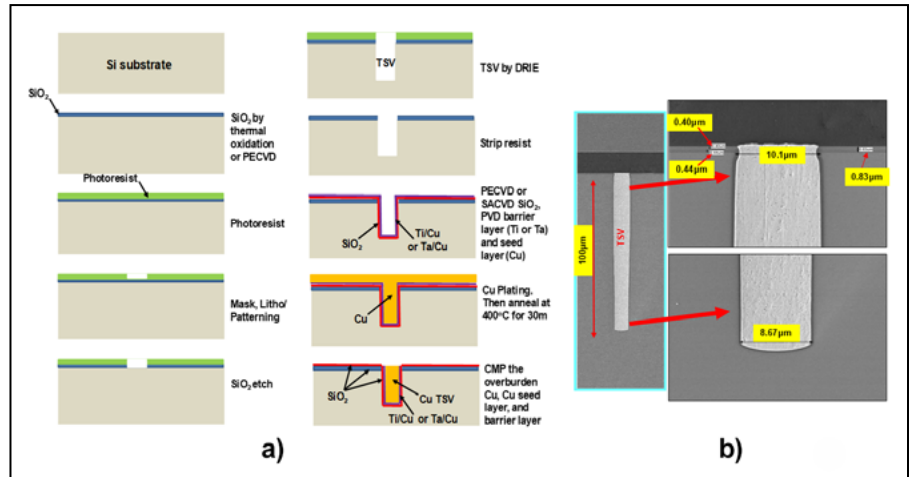 Si substrate
SiO2
SiO2 by
thermal
oxidation
or PECVD
Photoresist
Photoresist
Mask, Litho/
Patterning
SiO2 etch
TSV
TSV by DRIE
Strip resist
SiO2
Ti/Cu
or Ta/Cu
PECVD or
SACVD SiO2,
PVD barrier
layer (Ti or Ta)
and seed
layer (Cu)
Cu
Cu Plating,
Then anneal at
400°C for 30m
SiO2
Cu TSV
Ti/Cu or Ta/Cu
CMP the
overburden
Cu, Cu seed
layer, and
barrier layer
a)
100µm
TSV
0.40µm
0.44µm
10.1µm
0.83µm
8.67µm
b)